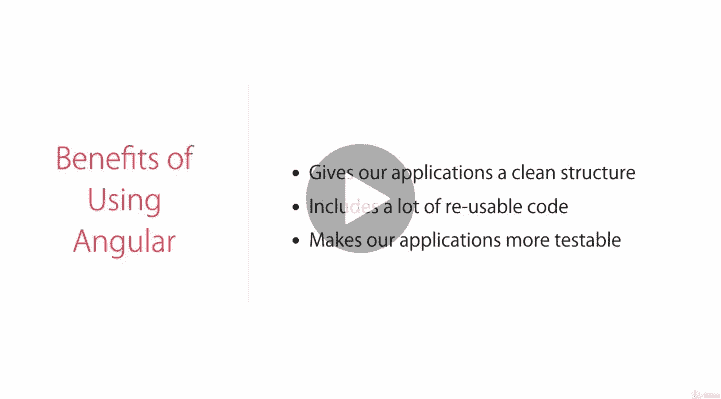 Benefits of
Using
Angular
• Gives our applications a clean structure
• Includes a lot of re-usable code
• Makes our applications more testable